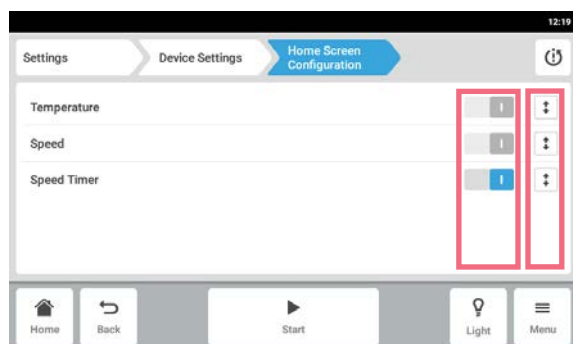 12:19
Settings
Device Settings
Home Screen
Configuration
Temperature
Speed
Speed Timer
Home
Back
Start
Light
Menu